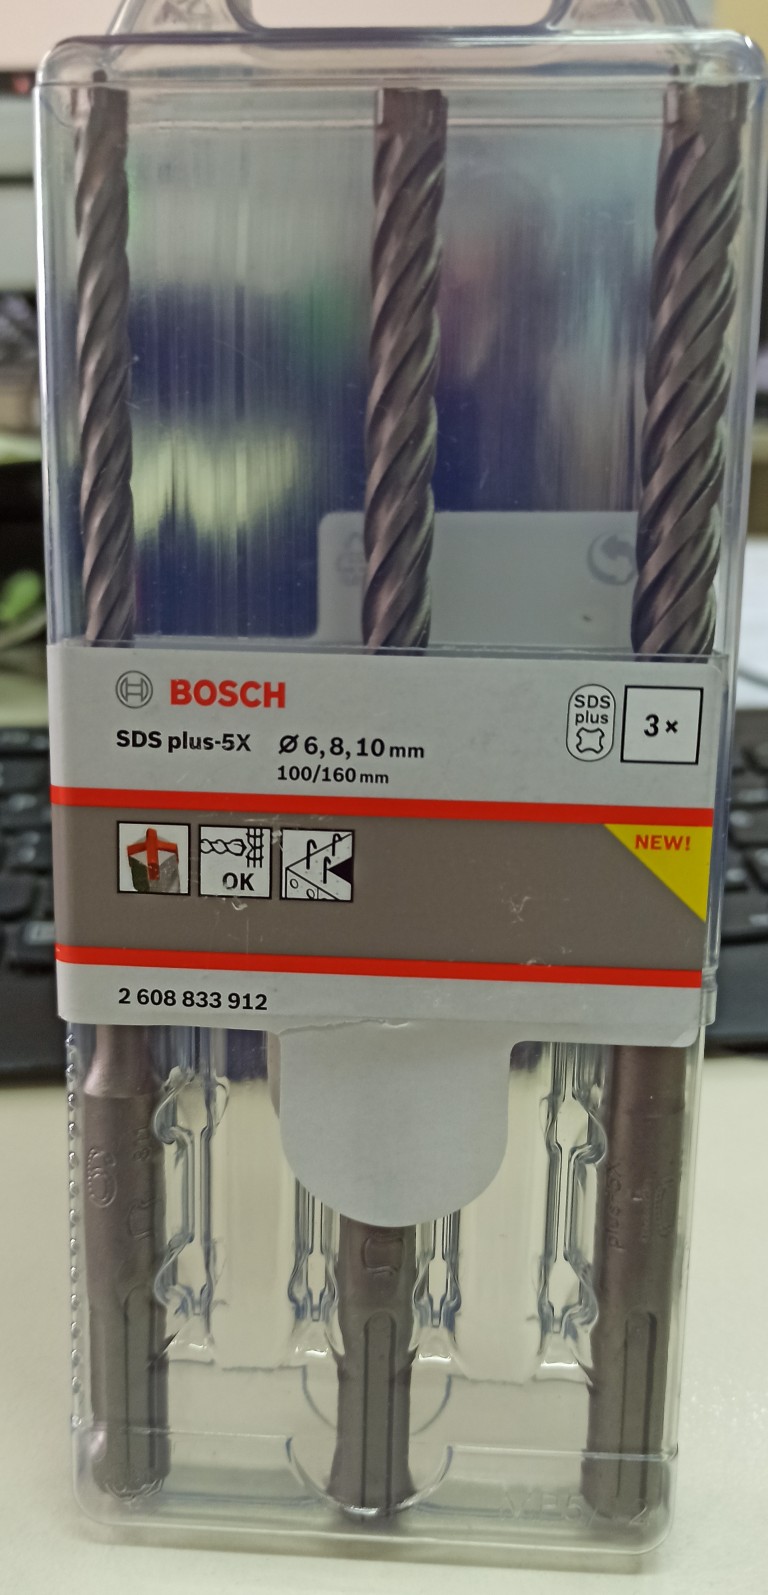 BOSCH
SDS plus-5X
Ø 6, 8, 10 mm
100/160 mm
SDS
plus
3×
NEW!
OK
2 608 833 912